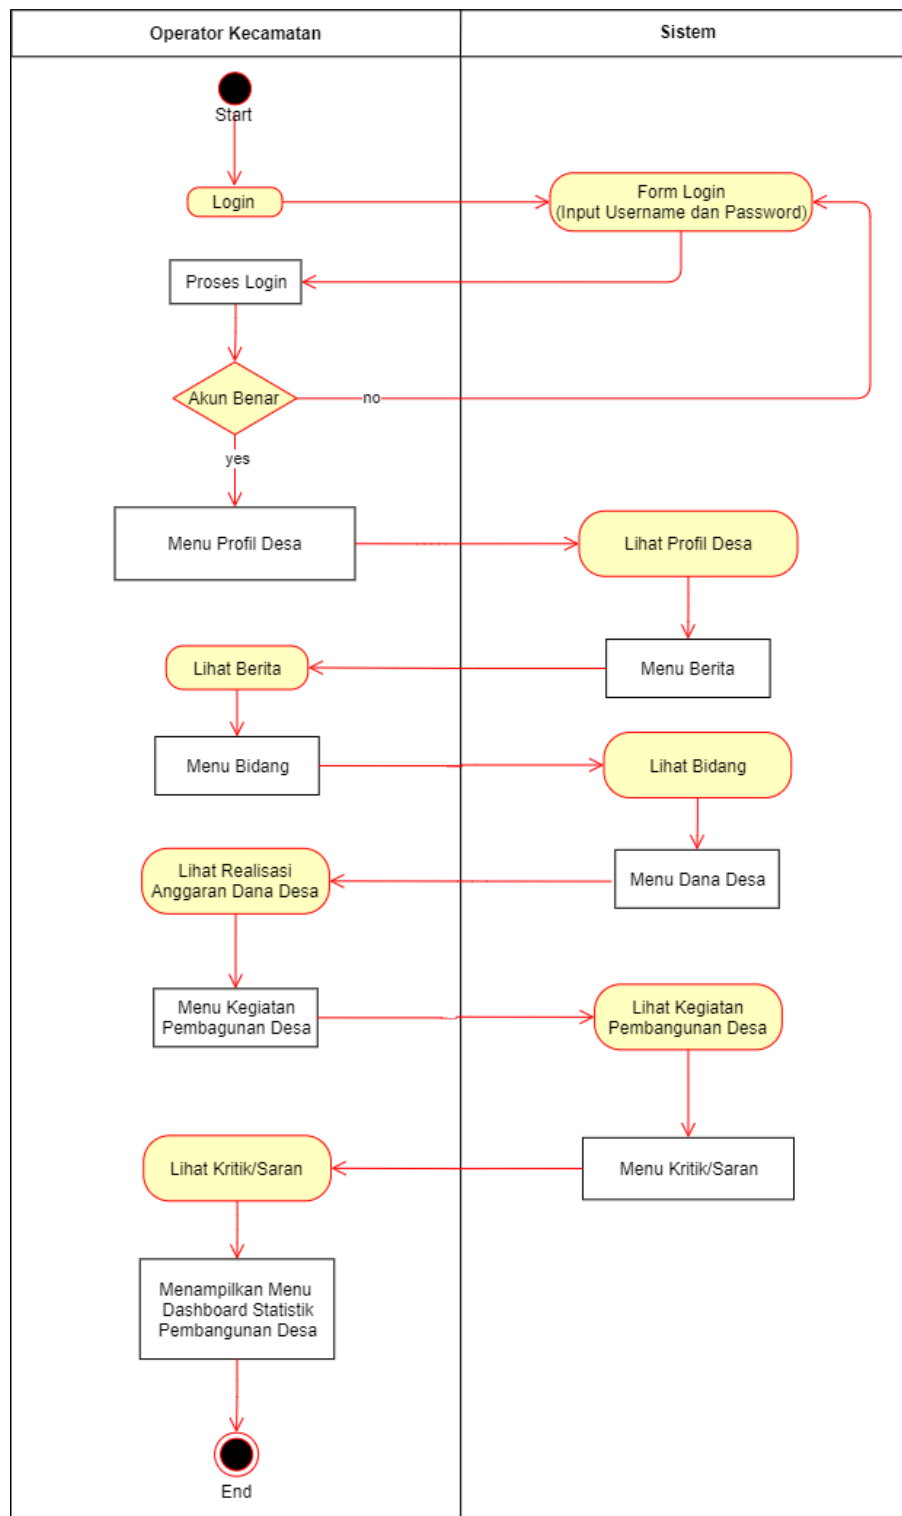 Operator Kecamatan
Sistem
Start
Login
Form Login
(Input Username dan Password)
Proses Login
Akun Benar
no
yes
Menu Profil Desa
Lihat Profil Desa
Lihat Berita
Menu Berita
Menu Bidang
Lihat Bidang
Lihat Realisasi
Anggaran Dana Desa
Menu Dana Desa
Menu Kegiatan
Pembagunan Desa
Lihat Kegiatan
Pembangunan Desa
Lihat Kritik/Saran
Menu Kritik/Saran
Menampilkan Menu
Dashboard Statistik
Pembangunan Desa
End